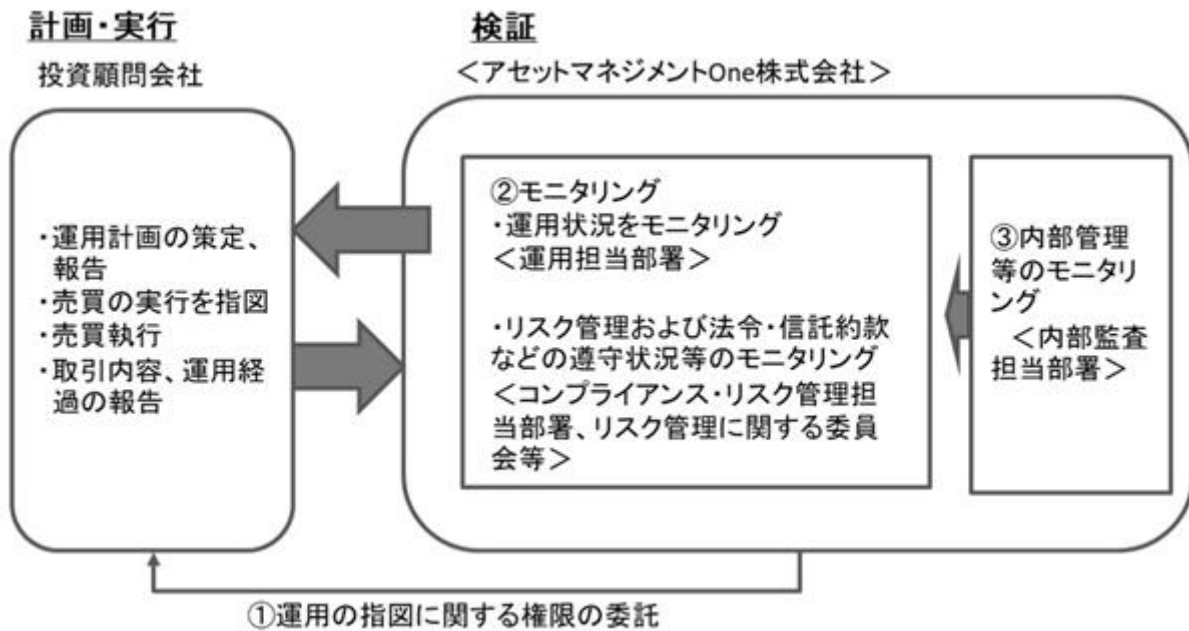 計画・実行
投資顧問会社
・運用計画の策定、
報告
・売買の実行を指図
・売買執行
・取引内容、運用経
過の報告
検証
＜アセットマネジメントOne株式会社＞
②モニタリング
・運用状況をモニタリング
＜運用担当部署＞
・リスク管理および法令・信託約款
などの遵守状況等のモニタリング
＜コンプライアンス・リスク管理担
当部署、リスク管理に関する委員
会等＞
③内部管理
等のモニタリ
ング
＜内部監査
担当部署＞
①運用の指図に関する権限の委託